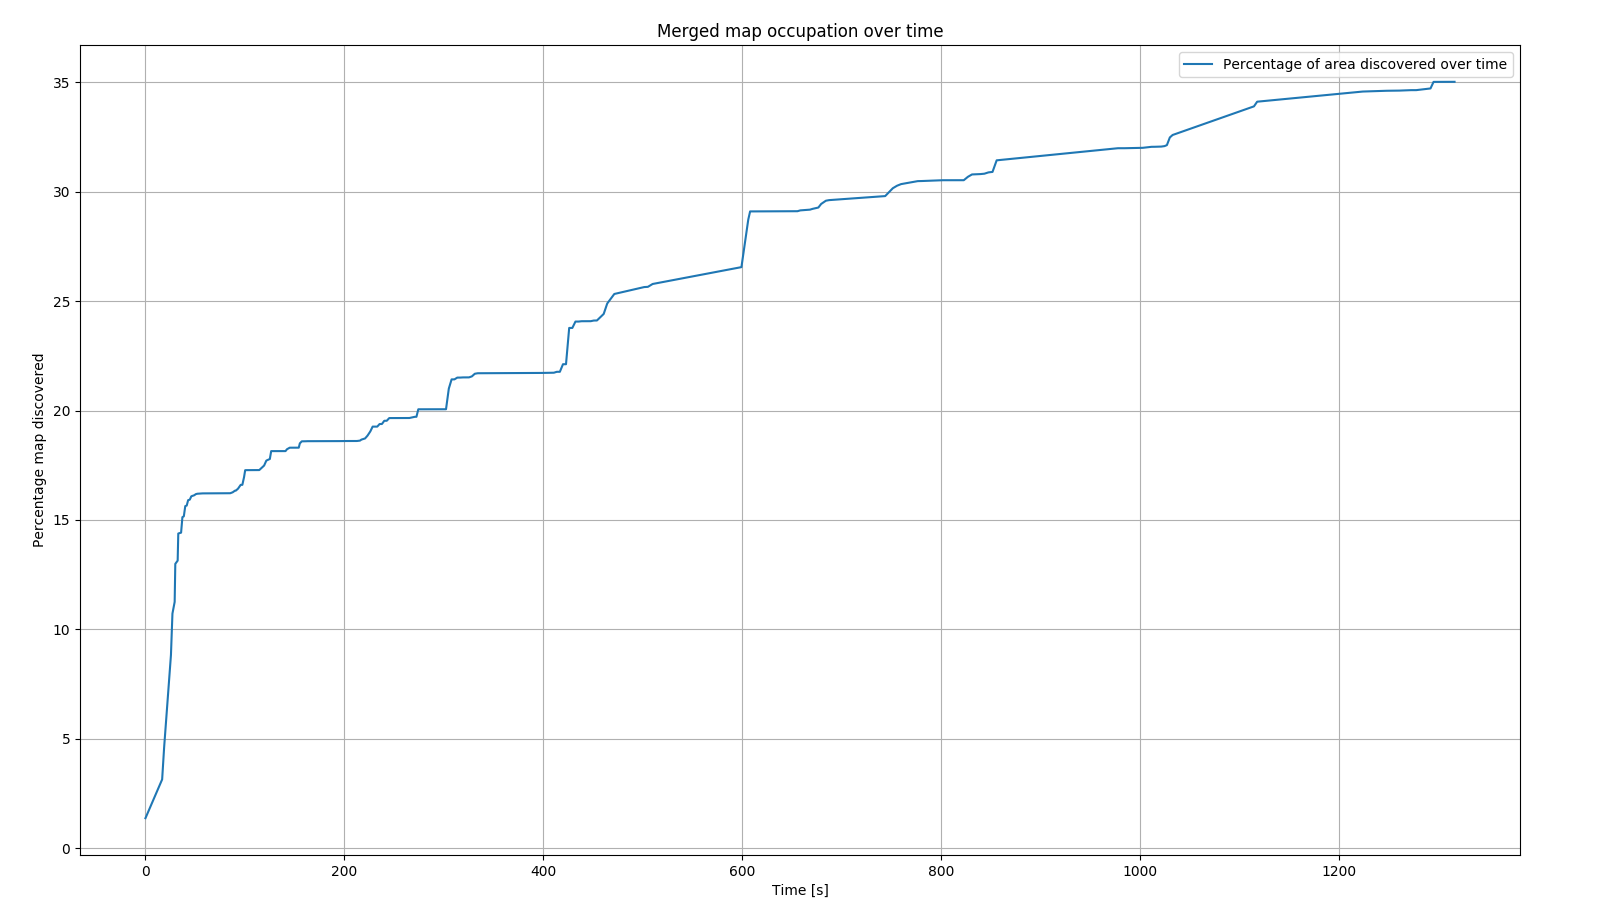 Merged map occupation over time
Percentage of area discovered over time
Percentage map discovered
35
30
25
20
15
10
5
0
0 200 400 600 800 1000 1200
Time [s]